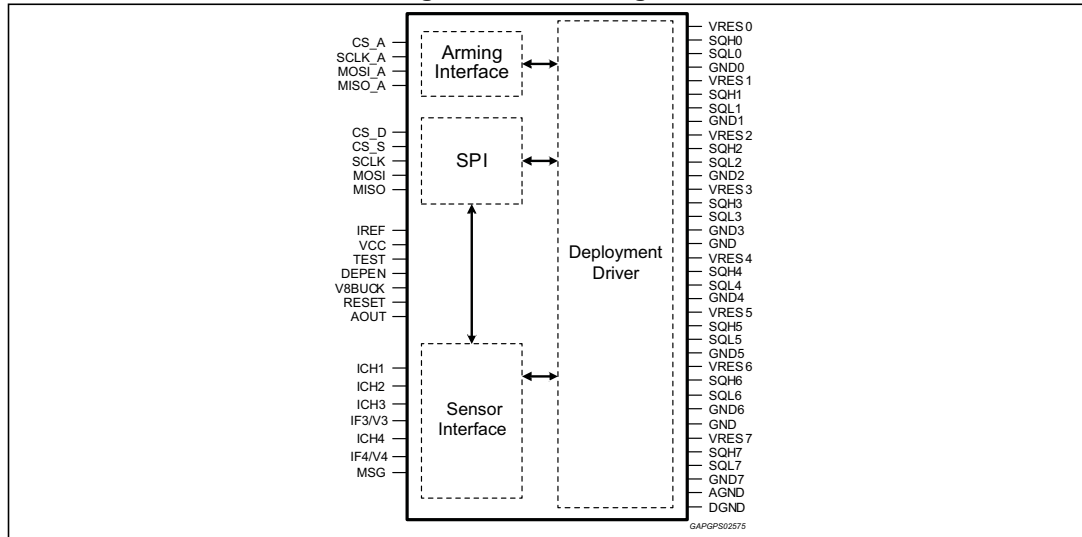 CS_A
SCLK_A
MOSI_A
MISO_A
CS_D
CS_S
SCLK
MOSI
MISO
IREF
VCC
TEST
DEPEN
V8BUCK
RESET
AOUT
ICH1
ICH2
ICH3
IF3/V3
ICH4
IF4/V4
MSG
Arming
Interface
SPI
Sensor
Interface
Deployment
Driver
VRES0
SQH0
SQL0
GND0
VRES1
SQH1
SQL1
GND1
VRES2
SQH2
SQL2
GND2
VRES3
SQH3
SQL3
GND3
GND
VRES4
SQH4
SQL4
GND4
VRES5
SQH5
SQL5
GND5
VRES6
SQH6
SQL6
GND6
GND
VRES7
SQH7
SQL7
GND7
AGND
DGND
GAPGPS02575